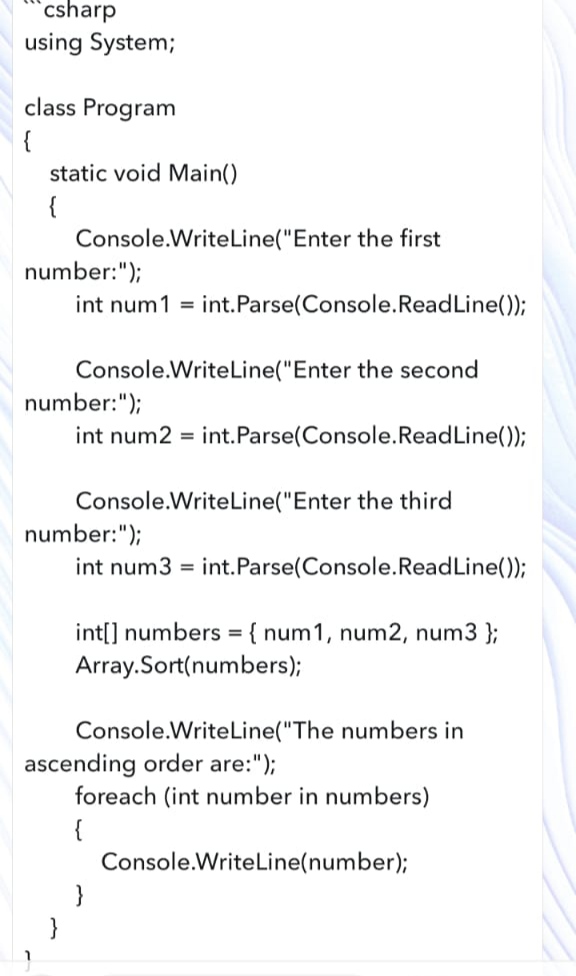 ```csharp
using System;

class Program
{
    static void Main()
    {
        Console.WriteLine("Enter the first
number:");
        int num1 = int.Parse(Console.ReadLine());

        Console.WriteLine("Enter the second
number:");
        int num2 = int.Parse(Console.ReadLine());

        Console.WriteLine("Enter the third
number:");
        int num3 = int.Parse(Console.ReadLine());

        int[] numbers = { num1, num2, num3 };
        Array.Sort(numbers);

        Console.WriteLine("The numbers in
ascending order are:");
        foreach (int number in numbers)
        {
            Console.WriteLine(number);
        }
    }
}